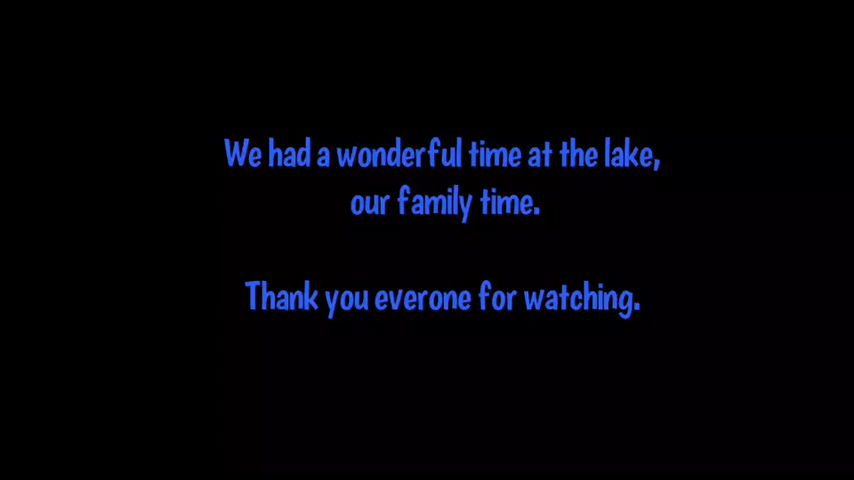 We had a wonderful time at the lake,
our family time.
Thank you everone for watching.